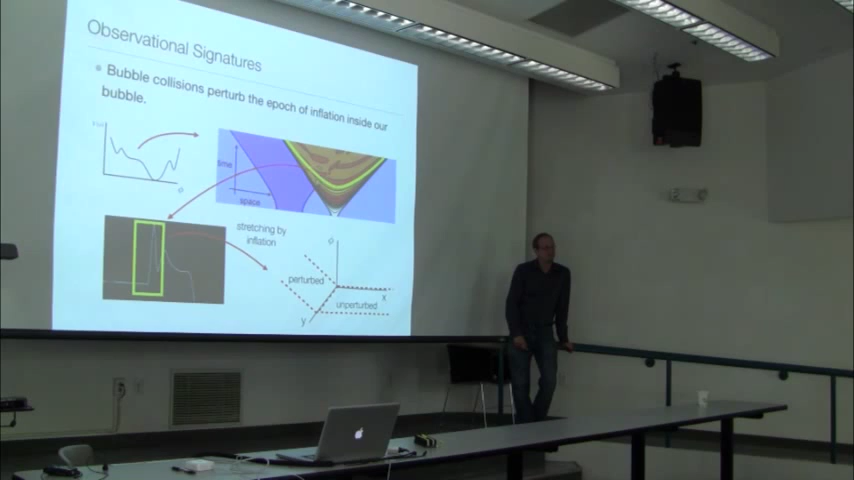 Observational Signatures
Bubble collisions perturb the epoch of inflation inside our
bubble.
time
space
stretching by
inflation
perturbed
unperturbed
x
y